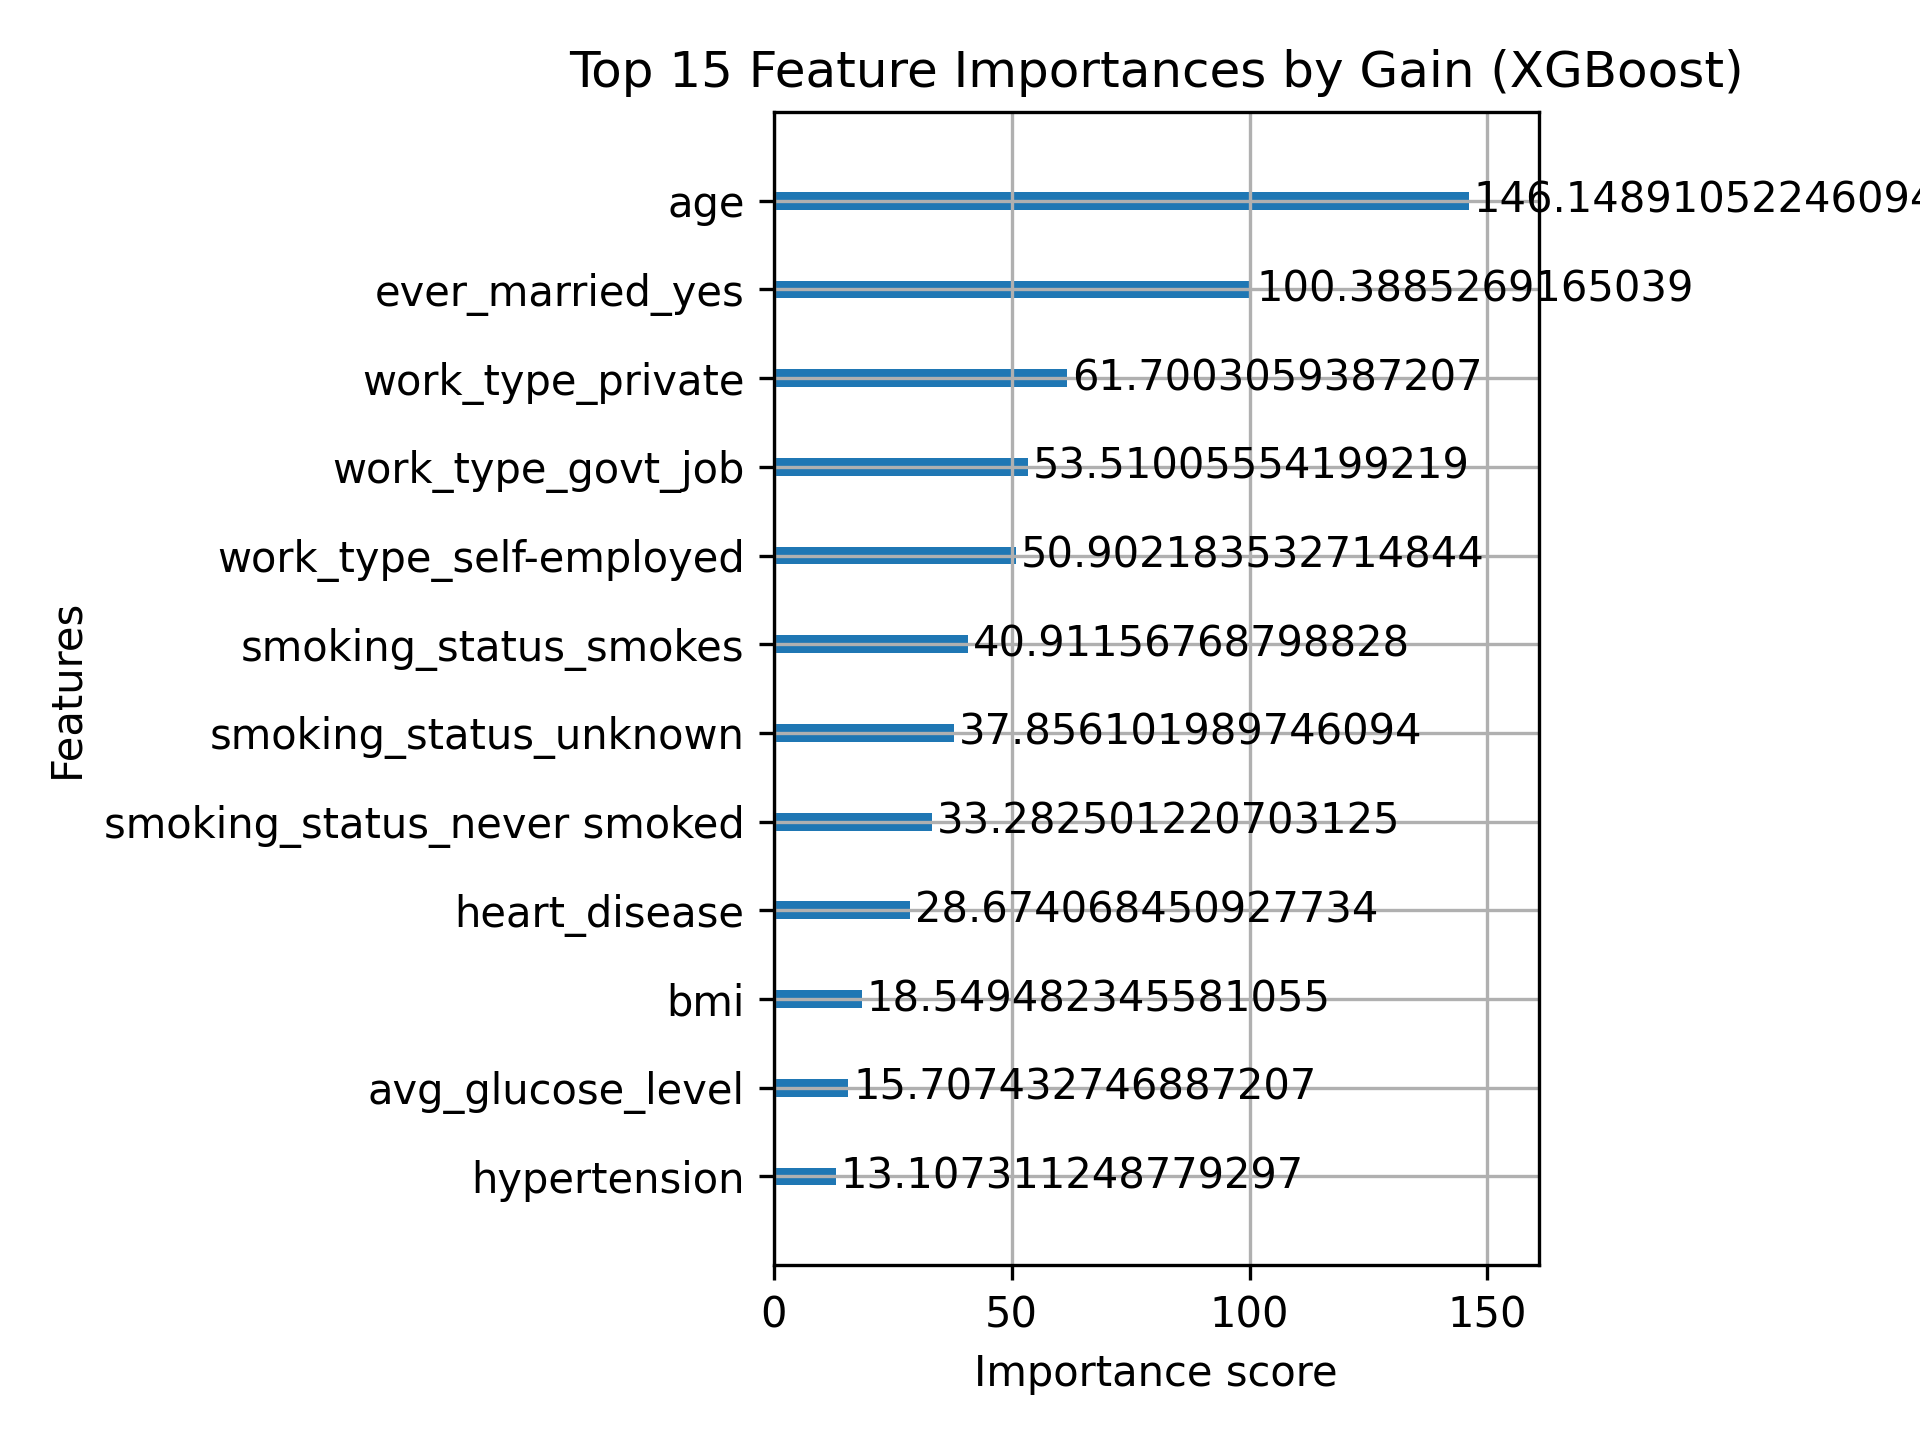 Top 15 Feature Importances by Gain (XGBoost)
age 146.14891052246094
ever_married_yes 100.3885269165039
work_type_private 61.7003059387207
work_type_govt_job 53.51005554199219
work_type_self-employed 50.902183532714844
smoking_status_smokes 40.91156768798828
smoking_status_unknown 37.856101989746094
smoking_status_never smoked 33.282501220703125
heart_disease 28.674068450927734
bmi 18.549482345581055
avg_glucose_level 15.707432746887207
hypertension 13.107311248779297
Features
0 50 100 150
Importance score